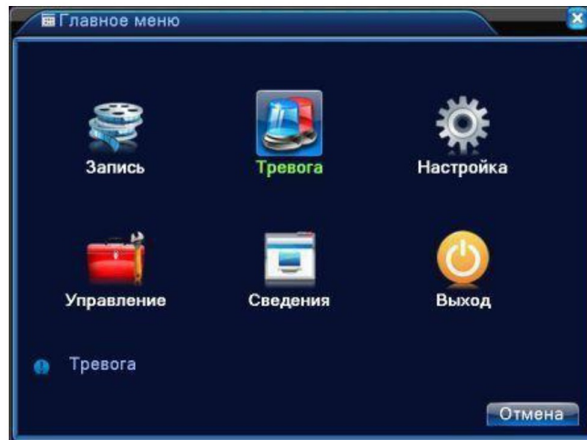 Главное меню
Запись
Тревога
Настройка
Управление
Сведения
Выход
Тревога
Отмена